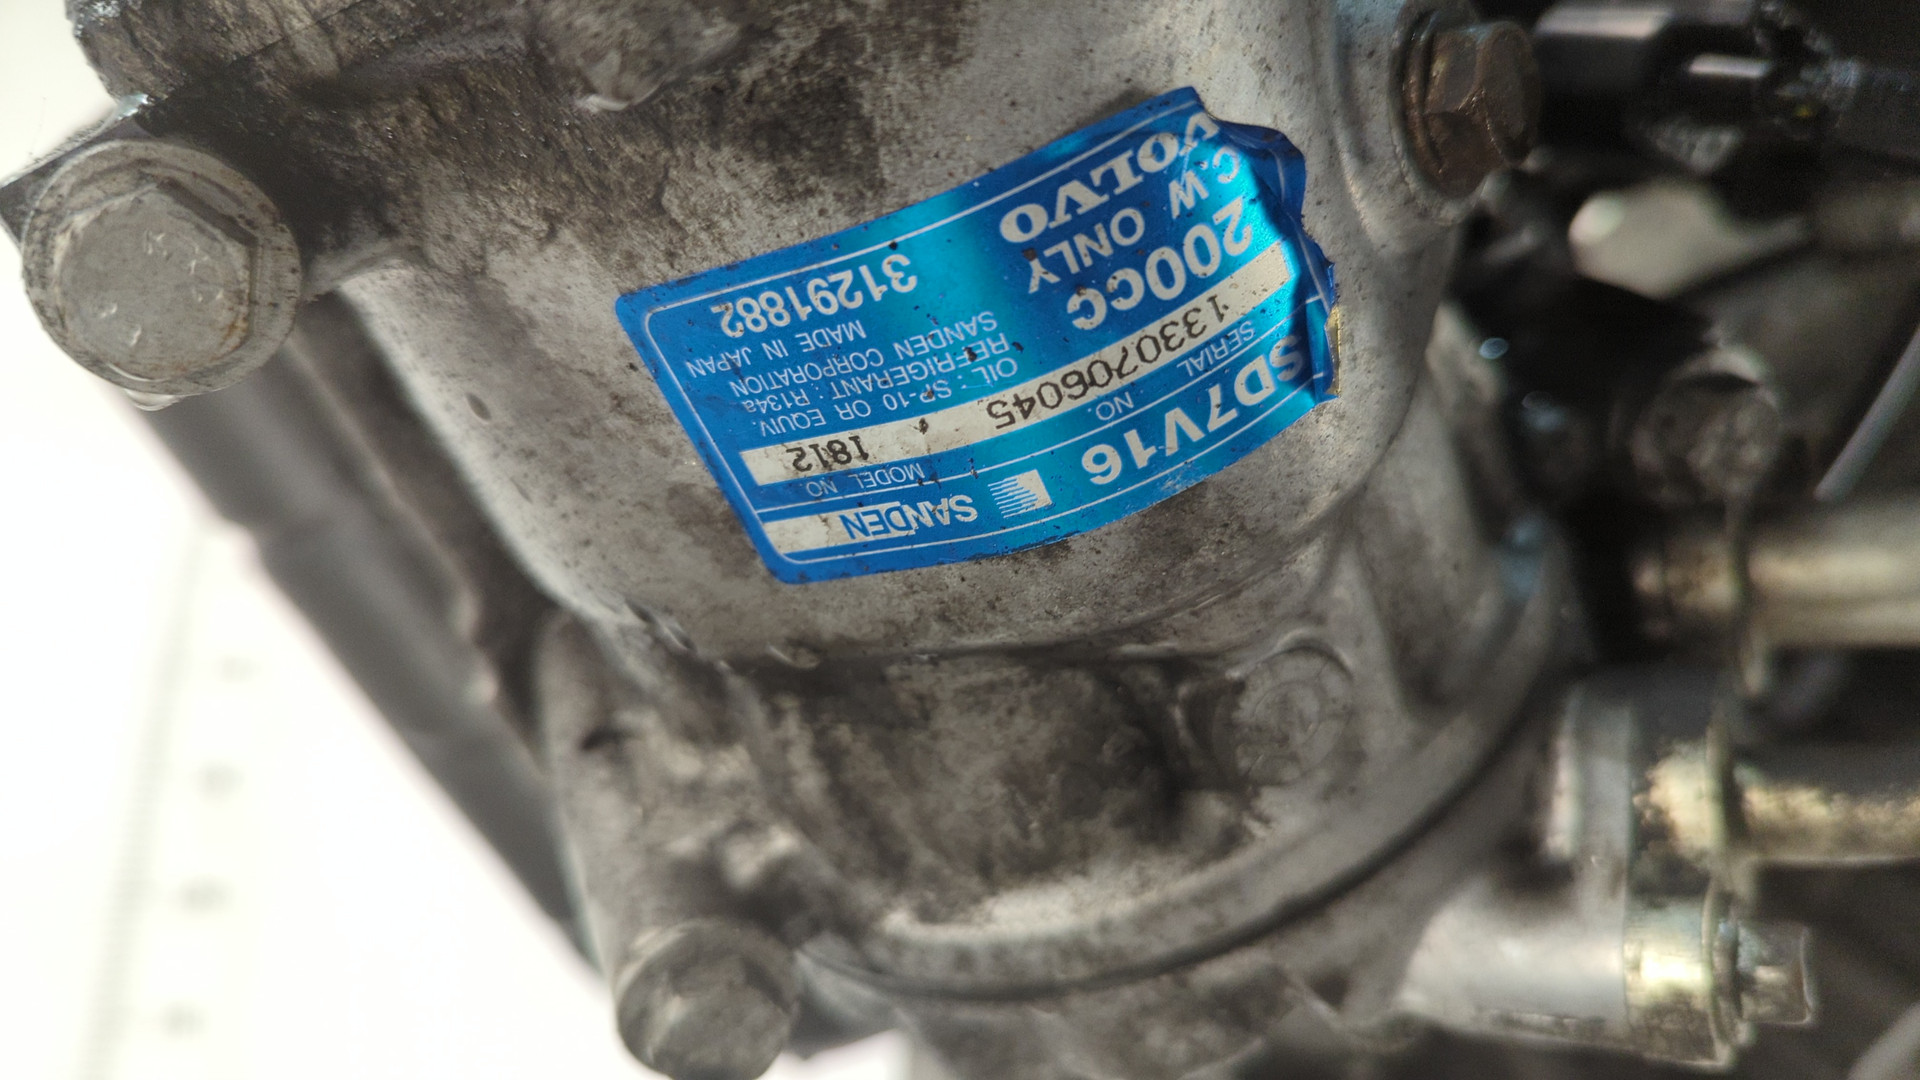 SANDEN
SD7V16
MODEL NO.
SERIAL NO.
1812
1330706045
OIL : SP-10 OR EQUIV.
REFRIGERANT : R134a
SANDEN CORPORATION
MADE IN JAPAN
200cc
C.W ONLY
31291882
VOLVO